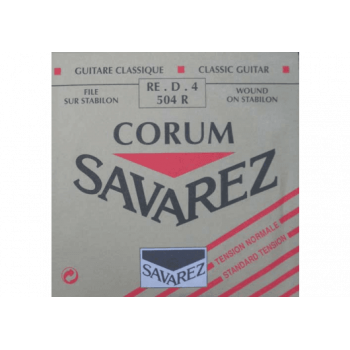 GUITARE CLASSIQUE CLASSIC GUITAR
RE . D . 4
504 R
FILE
SUR STABILON
WOUND
ON STABILON
CORUM
SAVAREZ
TENSION NORMALE
STANDARD TENSION
SAVAREZ